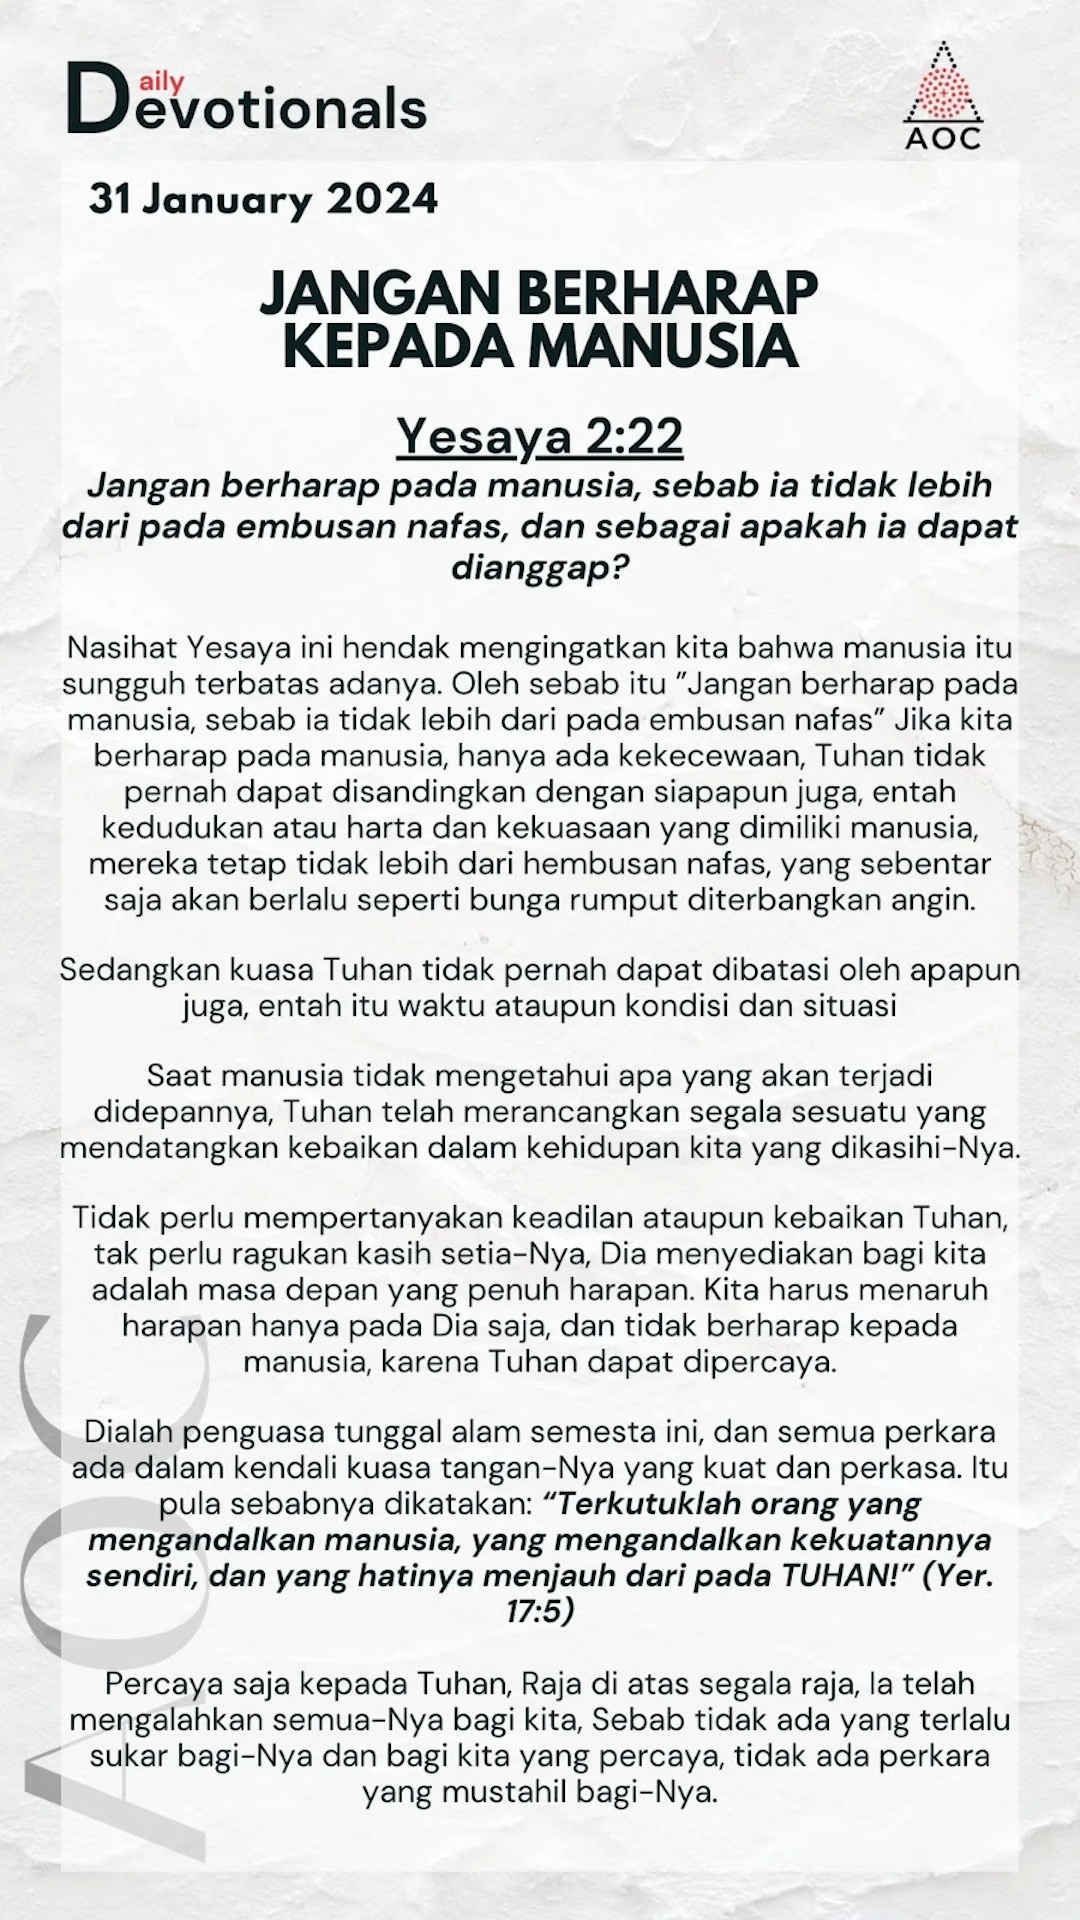 Daily
Devotionals
AOC
31 January 2024
JANGAN BERHARAP
KEPADA MANUSIA
Yesaya 2:22
Jangan berharap pada manusia, sebab ia tidak lebih
dari pada embusan nafas, dan sebagai apakah ia dapat
dianggap?
Nasihat Yesaya ini hendak mengingatkan kita bahwa manusia itu
sungguh terbatas adanya. Oleh sebab itu "Jangan berharap pada
manusia, sebab ia tidak lebih dari pada embusan nafas" Jika kita
berharap pada manusia, hanya ada kekecewaan, Tuhan tidak
pernah dapat disandingkan dengan siapapun juga, entah
kedudukan atau harta dan kekuasaan yang dimiliki manusia,
mereka tetap tidak lebih dari hembusan nafas, yang sebentar
saja akan berlalu seperti bunga rumput diterbangkan angin.
Sedangkan kuasa Tuhan tidak pernah dapat dibatasi oleh apapun
juga, entah itu waktu ataupun kondisi dan situasi
Saat manusia tidak mengetahui apa yang akan terjadi
didepannya, Tuhan telah merancangkan segala sesuatu yang
mendatangkan kebaikan dalam kehidupan kita yang dikasihi-Nya.
Tidak perlu mempertanyakan keadilan ataupun kebaikan Tuhan,
tak perlu ragukan kasih setia-Nya, Dia menyediakan bagi kita
adalah masa depan yang penuh harapan. Kita harus menaruh
harapan hanya pada Dia saja, dan tidak berharap kepada
manusia, karena Tuhan dapat dipercaya.
Dialah penguasa tunggal alam semesta ini, dan semua perkara
ada dalam kendali kuasa tangan-Nya yang kuat dan perkasa. Itu
pula sebabnya dikatakan: "Terkutuklah orang yang
mengandalkan manusia, yang mengandalkan kekuatannya
sendiri, dan yang hatinya menjauh dari pada TUHAN!" (Yer.
17:5)
Percaya saja kepada Tuhan, Raja di atas segala raja, Ia telah
mengalahkan semua-Nya bagi kita, Sebab tidak ada yang terlalu
sukar bagi-Nya dan bagi kita yang percaya, tidak ada perkara
yang mustahil bagi-Nya.
AOC